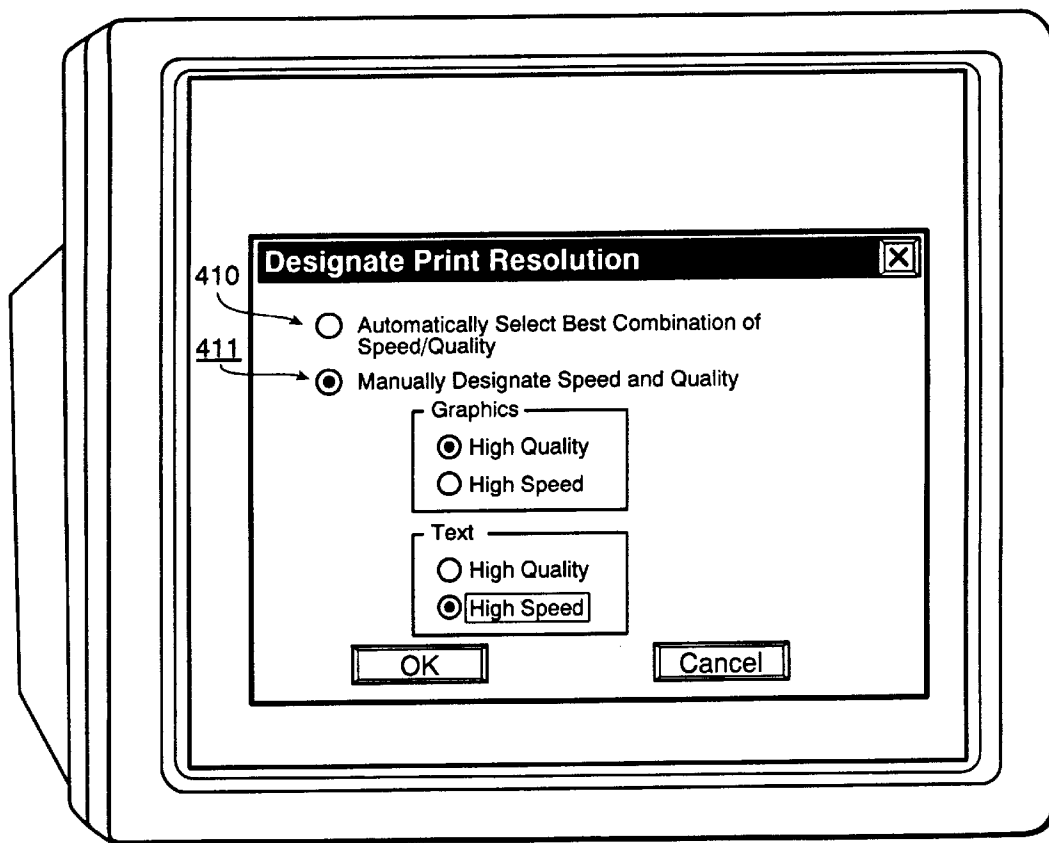 Designate Print Resolution
410
Automatically Select Best Combination of
Speed/Quality
411
Manually Designate Speed and Quality
Graphics
High Quality
High Speed
Text
High Quality
High Speed
OK
Cancel